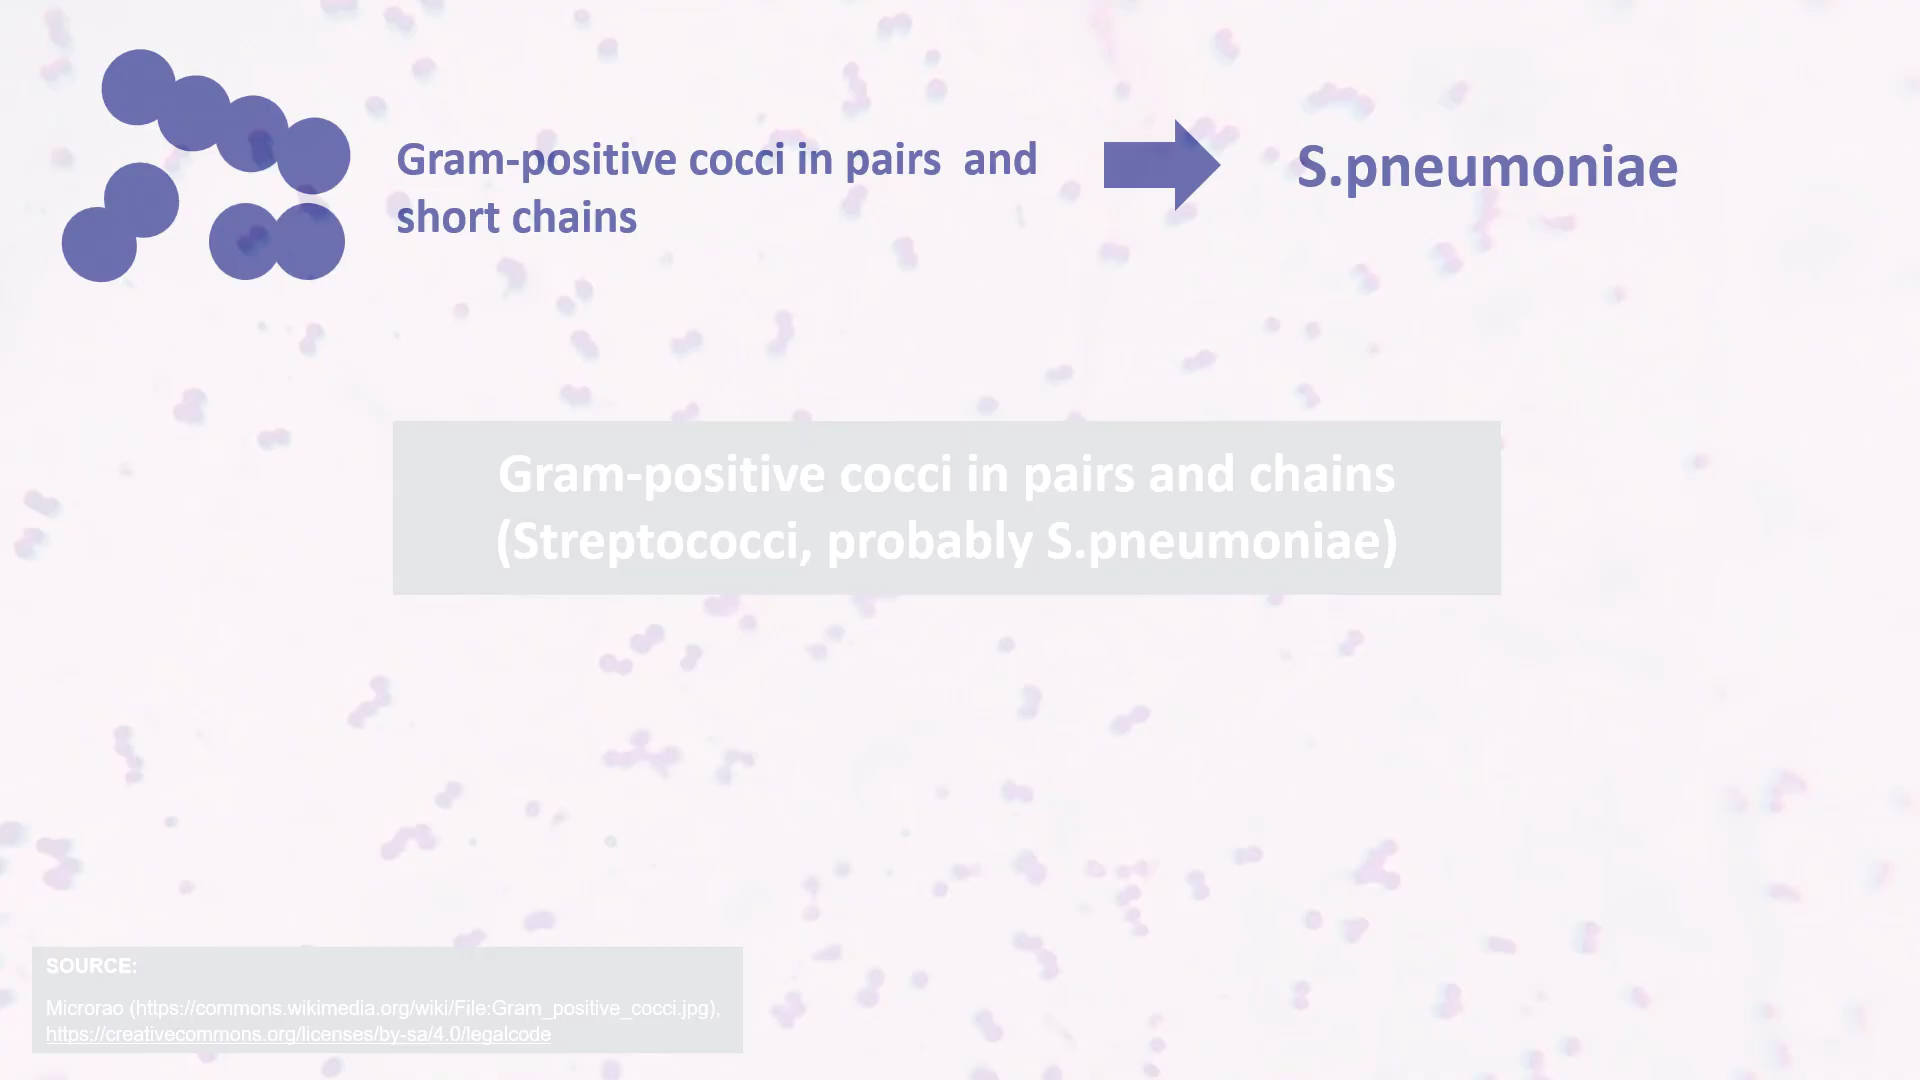 Gram-positive cocci in pairs  and
short chains
S.pneumoniae
Gram-positive cocci in pairs and chains
(Streptococci, probably S.pneumoniae)
SOURCE:
Microrao (https://commons.wikimedia.org/wiki/File:Gram_positive_cocci.jpg),
https://creativecommons.org/licenses/by-sa/4.0/legalcode